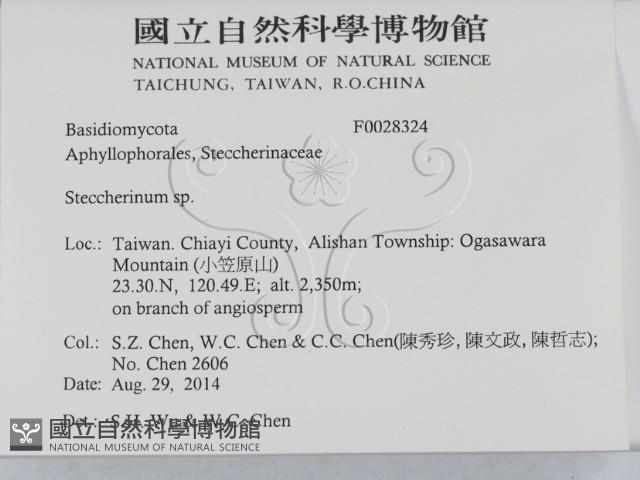 國立自然科學博物館
NATIONAL MUSEUM OF NATURAL SCIENCE
TAICHUNG, TAIWAN, R.O.CHINA
Basidiomycota F0028324
Aphyllophorales, Steccherinaceae
Steccherinum sp.
Loc.: Taiwan. Chiayi County, Alishan Township: Ogasawara
Mountain (小笠原山)
23.30.N, 120.49.E; alt. 2,350m;
on branch of angiosperm
Col.: S.Z. Chen, W.C. Chen & C.C. Chen(陳秀珍, 陳文政, 陳哲志);
No. Chen 2606
Date: Aug. 29, 2014
Det.: S.H. Wu & W.C. Chen
國立自然科學博物館
NATIONAL MUSEUM OF NATURAL SCIENCE